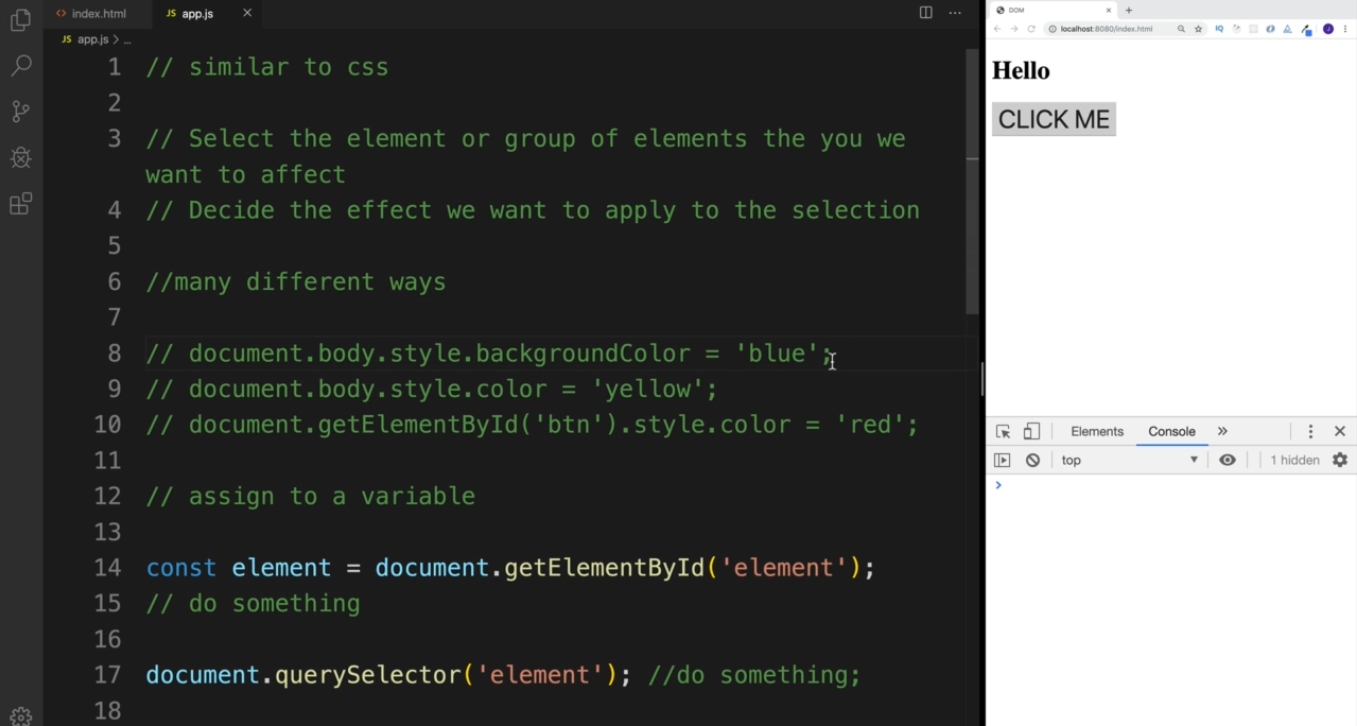 index.html
JS app.js
JS app.js > ...
1 // similar to css
2
3 // Select the element or group of elements the you we
want to affect
4 // Decide the effect we want to apply to the selection
5
6 //many different ways
7
8 // document.body.style.backgroundColor = 'blue';
9 // document.body.style.color = 'yellow';
10 // document.getElementById('btn').style.color = 'red';
11
12 // assign to a variable
13
14 const element = document.getElementById('element');
15 // do something
16
17 document.querySelector('element'); //do something;
18
DOM
localhost:8080/index.html
IQ
Hello
CLICK ME
Elements Console »
top
1 hidden